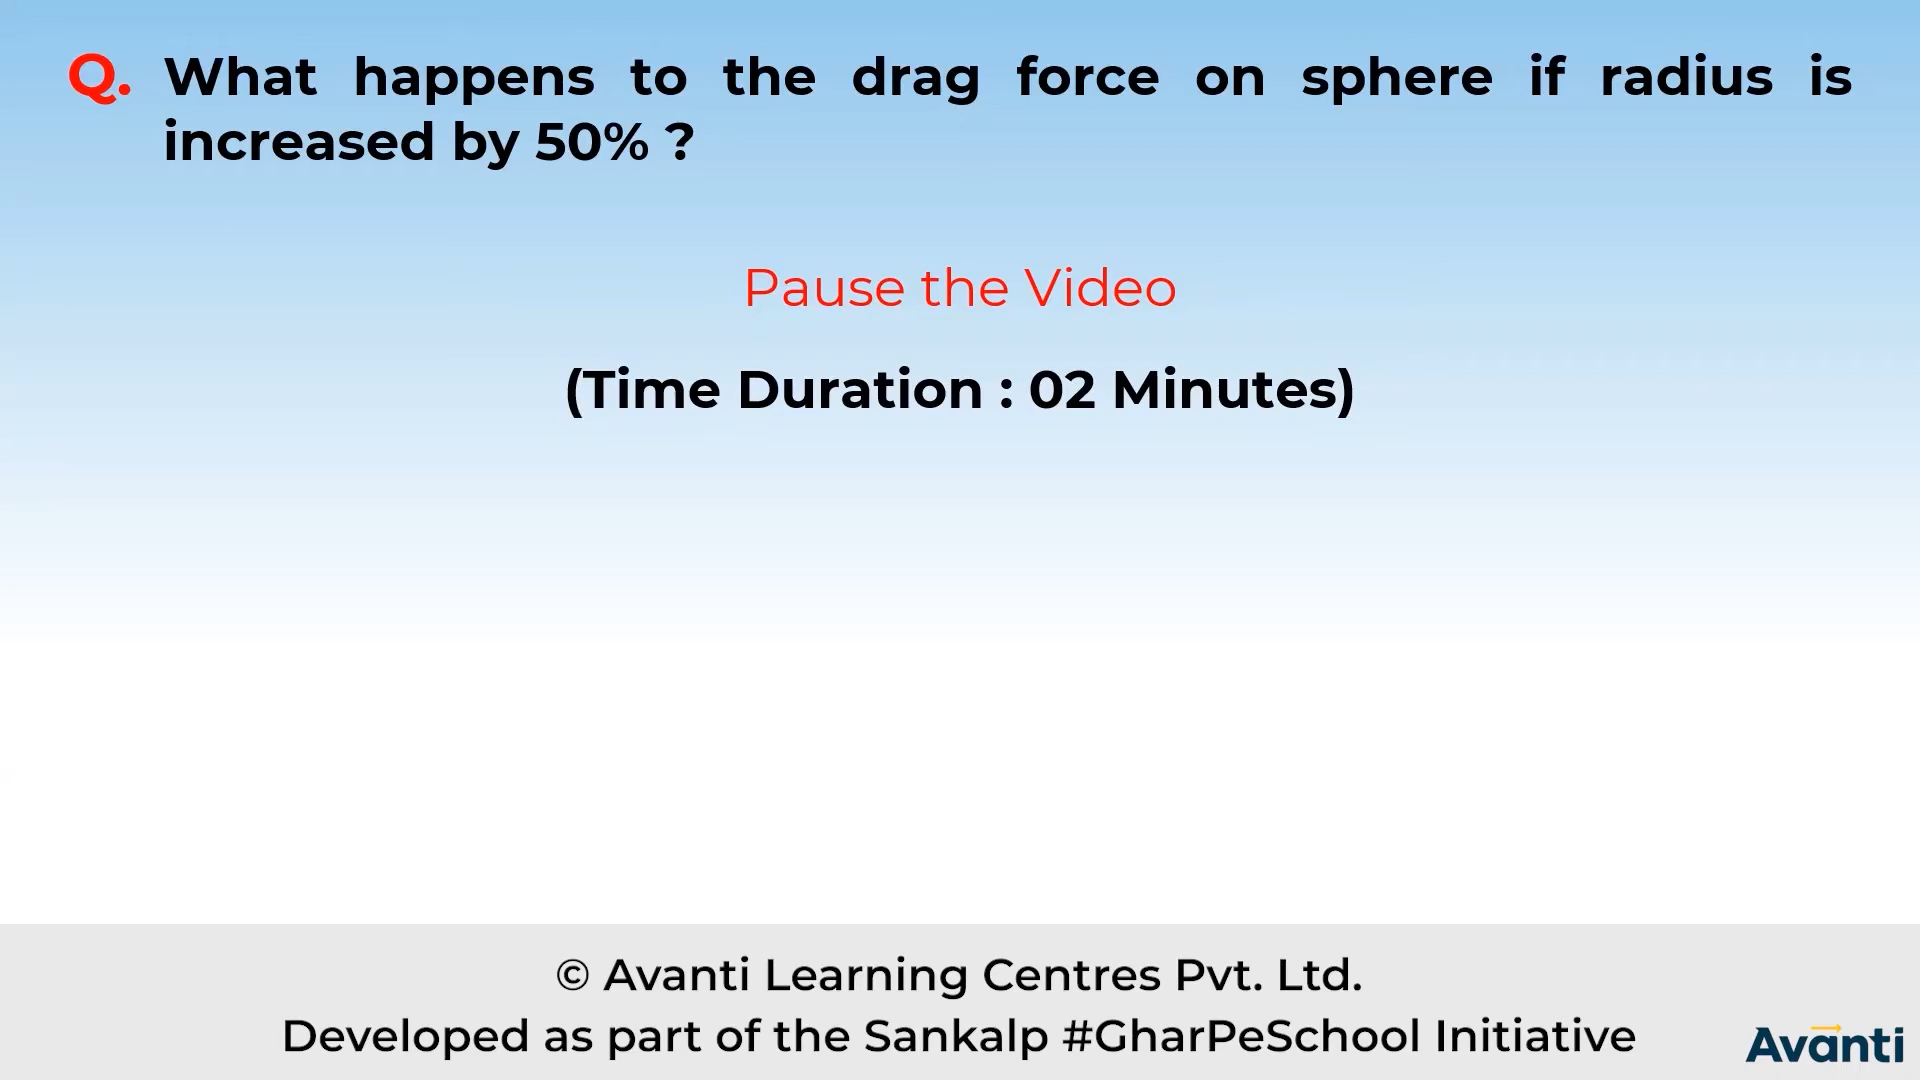 Q. What happens to the drag force on sphere if radius is
increased by 50% ?
Pause the Video
(Time Duration : 02 Minutes)
© Avanti Learning Centres Pvt. Ltd.
Developed as part of the Sankalp #GharPeSchool Initiative
Avanti